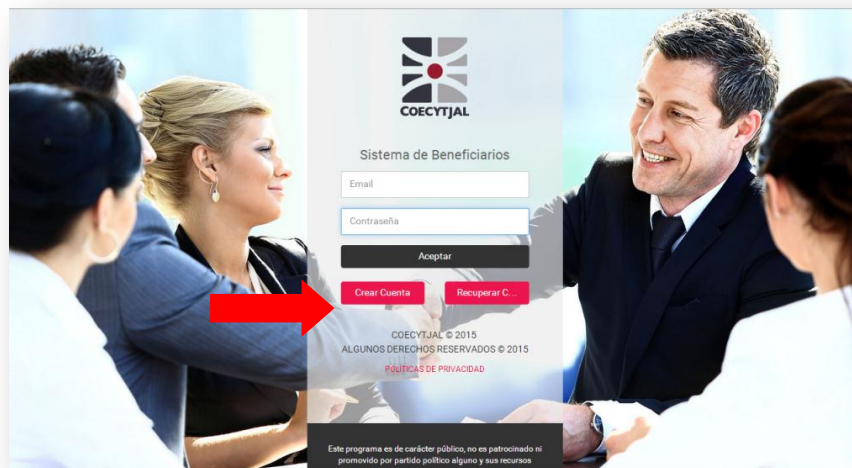 COECYTJAL
Sistema de Beneficiarios
Email
Contraseña
Aceptar
Crear Cuenta
Recuperar C...
COECYTJAL © 2015
ALGUNOS DERECHOS RESERVADOS © 2015
POLÍTICAS DE PRIVACIDAD
Este programa es de carácter público, no es patrocinado ni
promovido por partido político alguno y sus recursos